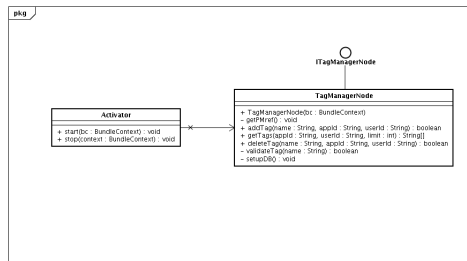 pkg
ITagManagerNode
TagManagerNode
+ TagManagerNode(bc : BundleContext)
- getPMref() : void
+ addTag(name : String, appId : String, userId : String) : boolean
+ getTags(appId : String, userId : String, limit : int) : String[]
+ deleteTag(name : String, appId : String, userId : String) : boolean
- validateTag(name : String) : boolean
- setupDB() : void
Activator
+ start(bc : BundleContext) : void
+ stop(context : BundleContext) : void